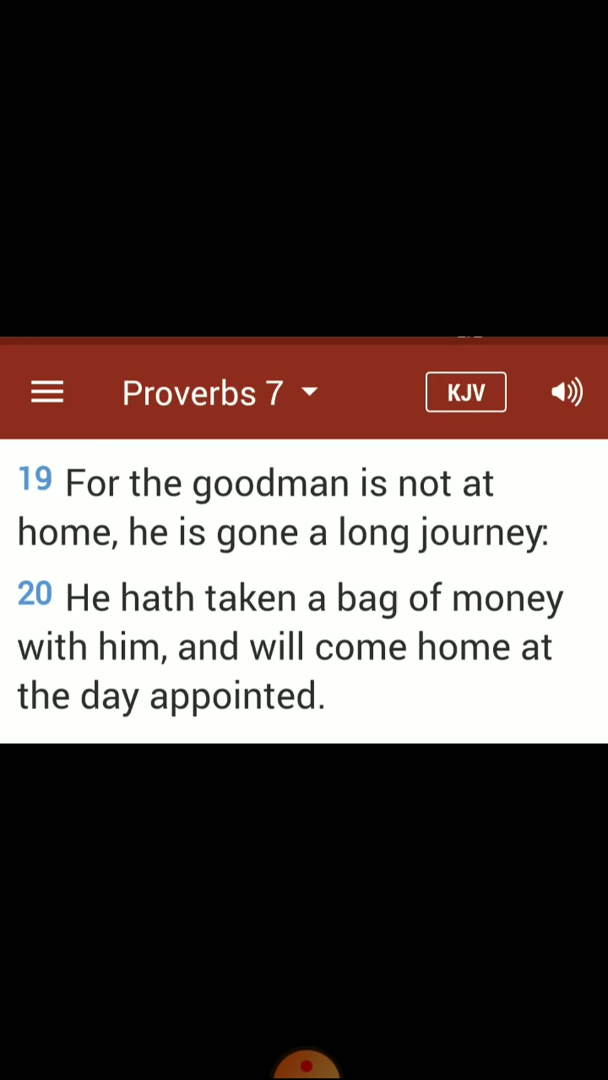 Proverbs 7
KJV
19 For the goodman is not at
home, he is gone a long journey:
20 He hath taken a bag of money
with him, and will come home at
the day appointed.